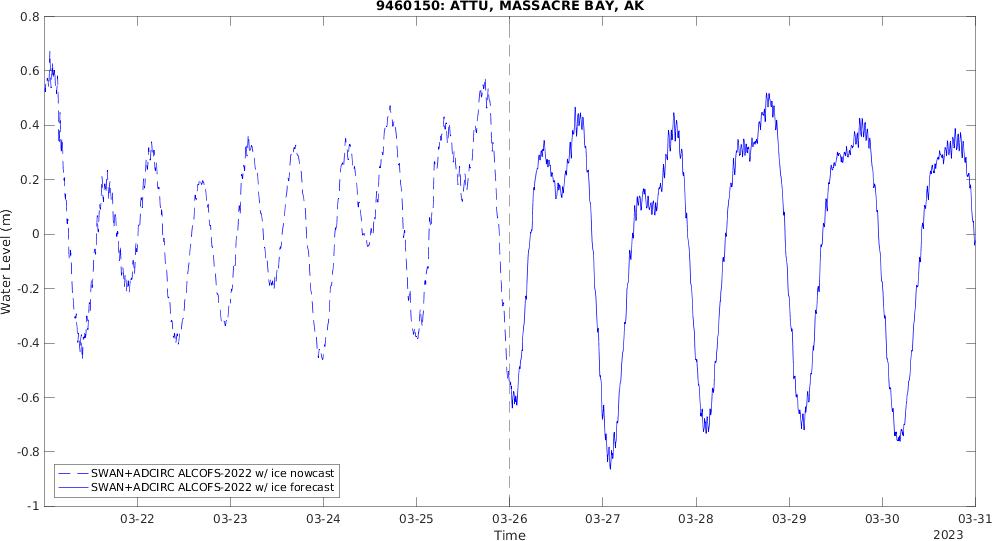 9460150: ATTU, MASSACRE BAY, AK
0.8
0.6
0.4
0.2
0
-0.2
-0.4
-0.6
-0.8
-1
Water Level (m)
SWAN+ADCIRC ALCOFS-2022 w/ ice nowcast
SWAN+ADCIRC ALCOFS-2022 w/ ice forecast
03-22 03-23 03-24 03-25 03-26 03-27 03-28 03-29 03-30 03-31
Time
2023